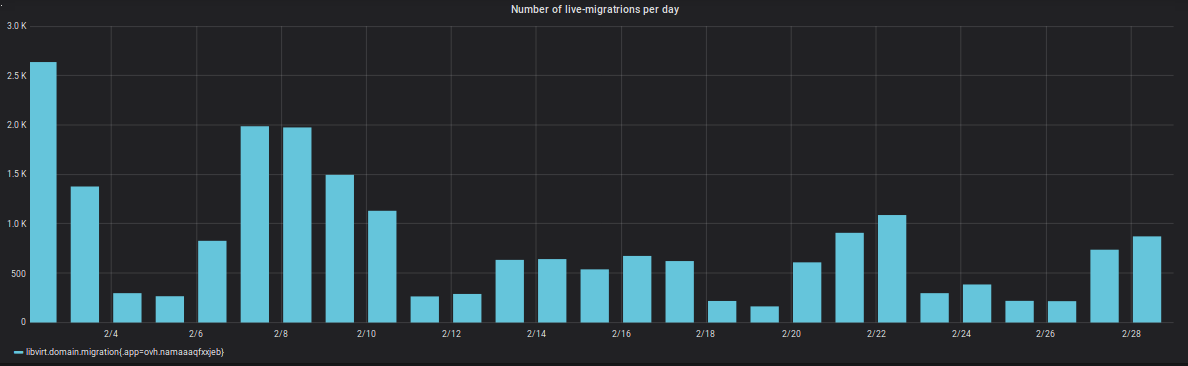 Number of live-migratrions per day
3.0 K
2.5 K
2.0 K
1.5 K
1.0 K
500
0
2/4 2/6 2/8 2/10 2/12 2/14 2/16 2/18 2/20 2/22 2/24 2/26 2/28
libvirt.domain.migration{.app=ovh.namaaaqfxxjeb}